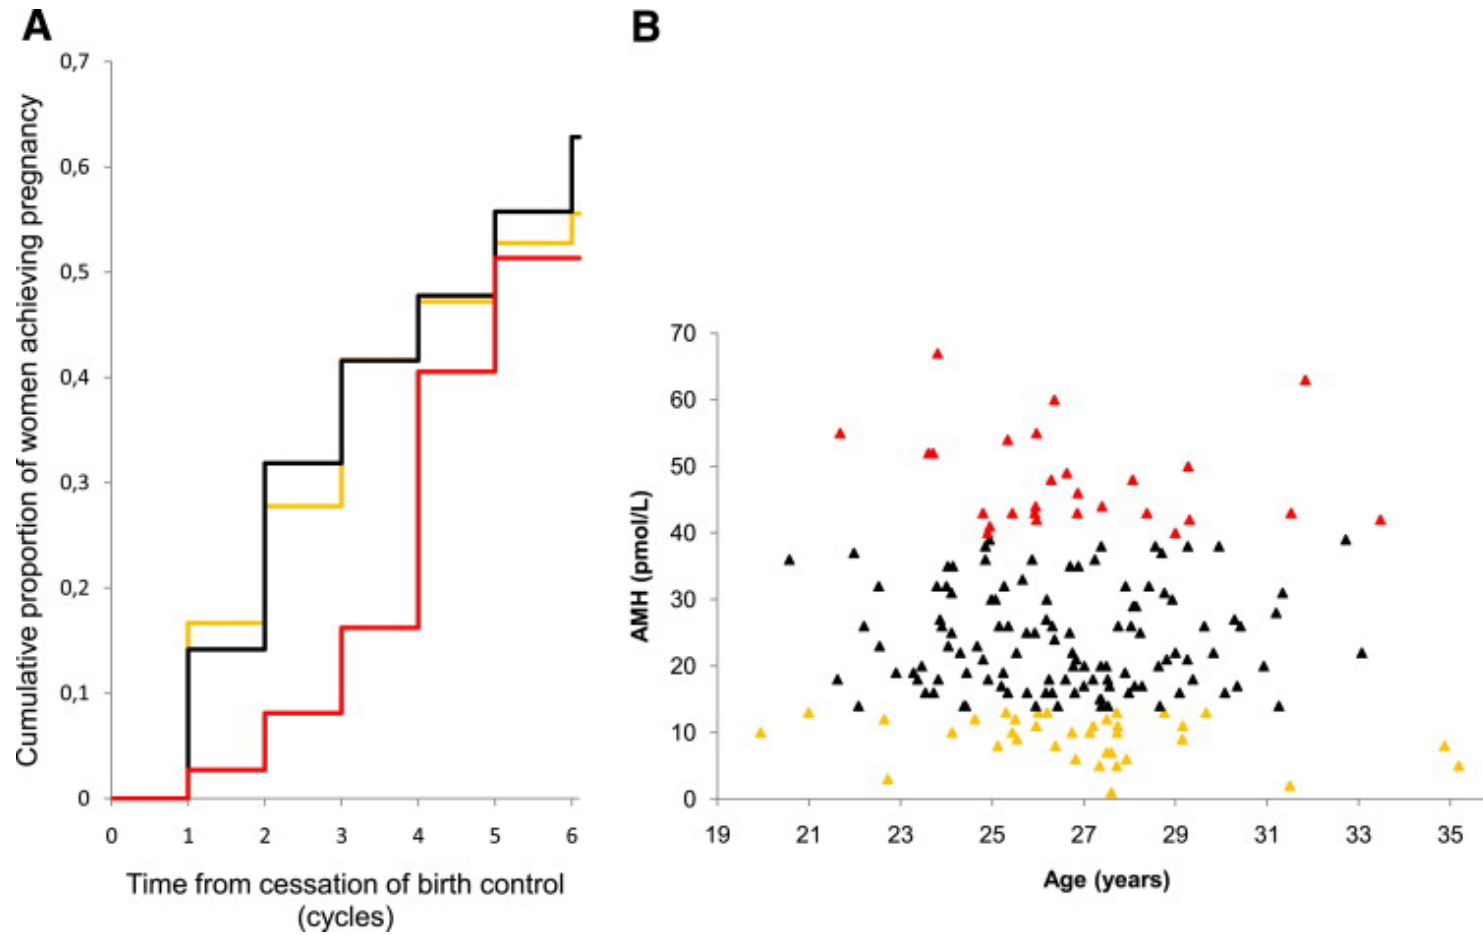 A
Cumulative proportion of women achieving pregnancy
0,7
0,6
0,5
0,4
0,3
0,2
0,1
0
0 1 2 3 4 5 6
Time from cessation of birth control
(cycles)
B
AMH (pmol/L)
70
60
50
40
30
20
10
0
19 21 23 25 27 29 31 33 35
Age (years)